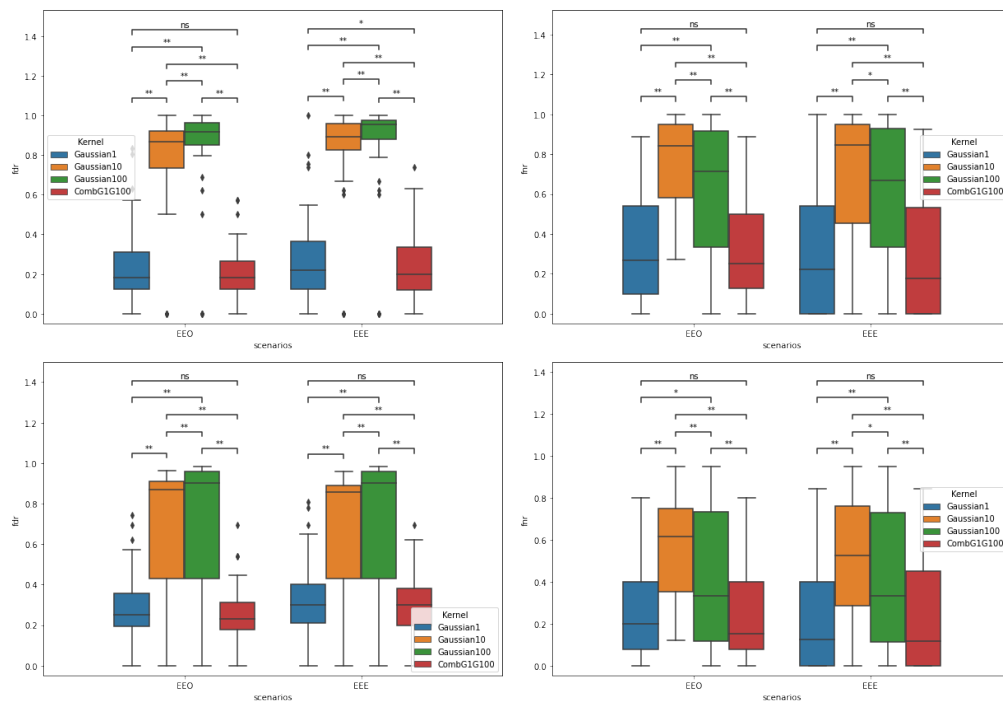 ns
*
**
**
**
**
**
**
**
**
**
**
fdr
1.4
1.2
1.0
0.8
0.6
0.4
0.2
0.0
Kernel
Gaussian1
Gaussian10
Gaussian100
CombG1G100
EEO
EEE
scenarios
ns
ns
**
**
**
**
**
*
**
**
**
**
fnr
1.4
1.2
1.0
0.8
0.6
0.4
0.2
0.0
Kernel
Gaussian1
Gaussian10
Gaussian100
CombG1G100
EEO
EEE
scenarios
ns
ns
**
**
**
**
**
**
**
**
**
**
fdr
1.4
1.2
1.0
0.8
0.6
0.4
0.2
0.0
Kernel
Gaussian1
Gaussian10
Gaussian100
CombG1G100
EEO
EEE
scenarios
ns
ns
*
**
**
**
**
*
**
**
**
**
fnr
1.4
1.2
1.0
0.8
0.6
0.4
0.2
0.0
Kernel
Gaussian1
Gaussian10
Gaussian100
CombG1G100
EEO
EEE
scenarios